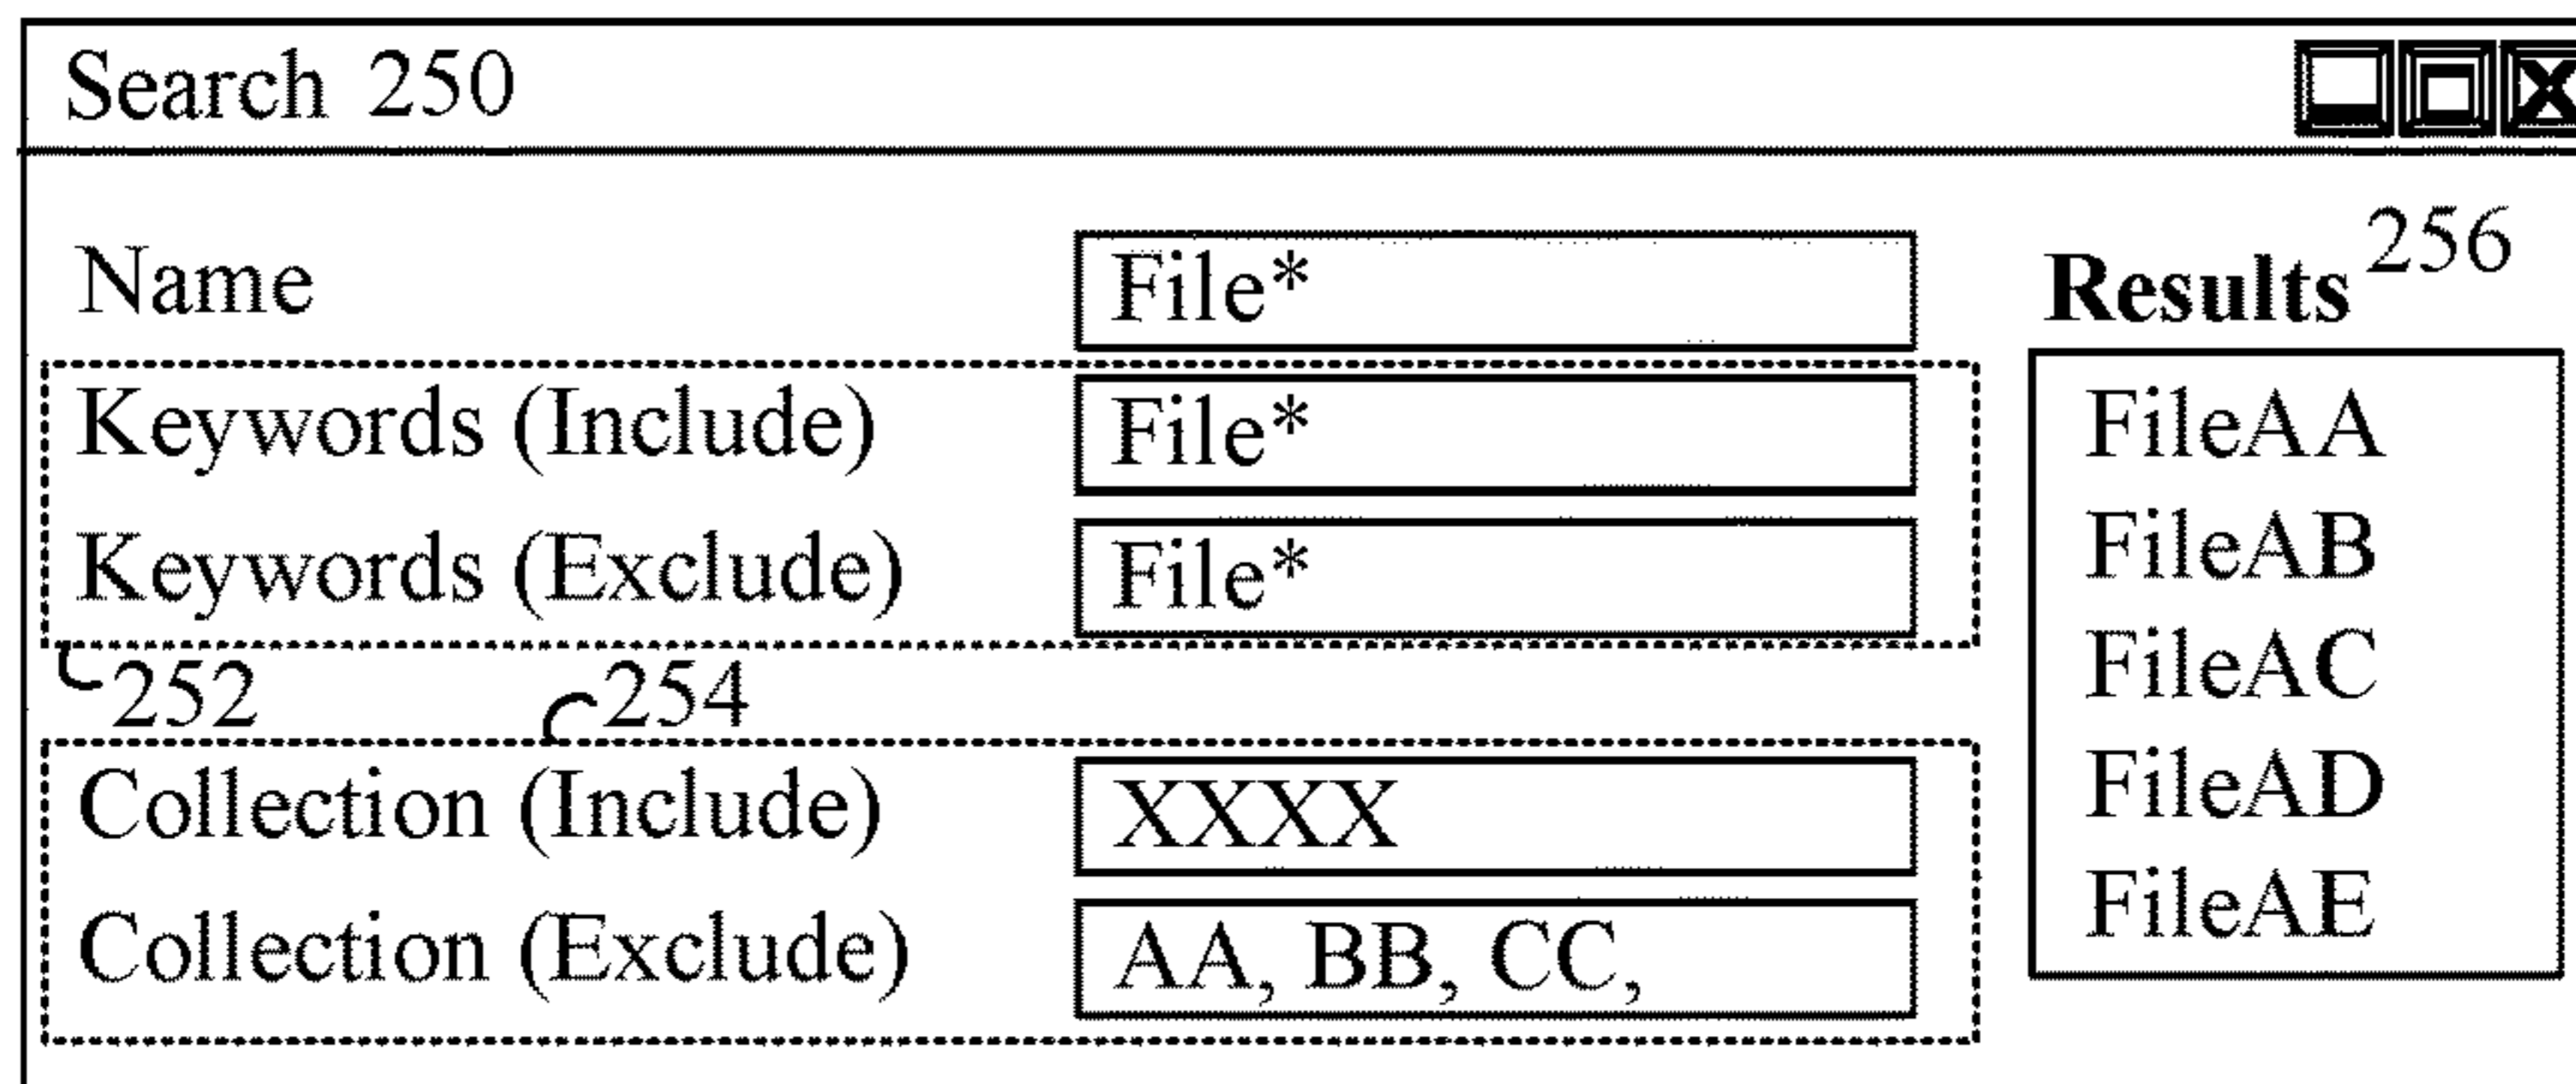 Search 250
Name File*
Results 256
Keywords (Include) File*
Keywords (Exclude) File*
252 254
Collection (Include) XXXX
Collection (Exclude) AA, BB, CC,
FileAA
FileAB
FileAC
FileAD
FileAE